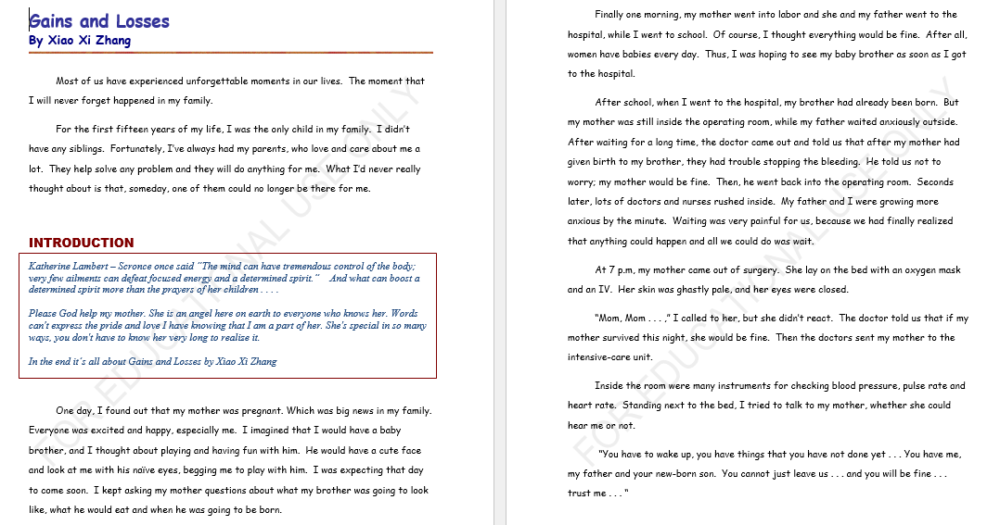 Gains and Losses
By Xiao Xi Zhang
Most of us have experienced unforgettable moments in our lives. The moment that
I will never forget happened in my family.
For the first fifteen years of my life, I was the only child in my family. I didn't
have any siblings. Fortunately, I've always had my parents, who love and care about me a
lot. They help solve any problem and they will do anything for me. What I'd never really
thought about is that, someday, one of them could no longer be there for me.
INTRODUCTION
Katherine Lambert – Scronce once said "The mind can have tremendous control of the body;
very few ailments can defeat focused energy and a determined spirit." And what can boost a
determined spirit more than the prayers of her children . . . .
Please God help my mother. She is an angel here on earth to everyone who knows her. Words
can't express the pride and love I have knowing that I am a part of her. She's special in so many
ways, you don't have to know her very long to realize it.
In the end it's all about Gains and Losses by Xiao Xi Zhang
One day, I found out that my mother was pregnant. Which was big news in my family.
Everyone was excited and happy, especially me. I imagined that I would have a baby
brother, and I thought about playing and having fun with him. He would have a cute face
and look at me with his naïve eyes, begging me to play with him. I was expecting that day
to come soon. I kept asking my mother questions about what my brother was going to look
like, what he would eat and when he was going to be born.
FOR EDUCATIONAL USE ONLY
Finally one morning, my mother went into labor and she and my father went to the
hospital, while I went to school. Of course, I thought everything would be fine. After all,
women have babies every day. Thus, I was hoping to see my baby brother as soon as I got
to the hospital.
After school, when I went to the hospital, my brother had already been born. But
my mother was still inside the operating room, while my father waited anxiously outside.
After waiting for a long time, the doctor came out and told us that after my mother had
given birth to my brother, they had trouble stopping the bleeding. He told us not to
worry; my mother would be fine. Then, he went back into the operating room. Seconds
later, lots of doctors and nurses rushed inside. My father and I were growing more
anxious by the minute. Waiting was very painful for us, because we had finally realized
that anything could happen and all we could do was wait.
At 7 p.m, my mother came out of surgery. She lay on the bed with an oxygen mask
and an IV. Her skin was ghastly pale, and her eyes were closed.
"Mom, Mom . . . ," I called to her, but she didn't react. The doctor told us that if my
mother survived this night, she would be fine. Then the doctors sent my mother to the
intensive-care unit.
Inside the room were many instruments for checking blood pressure, pulse rate and
heart rate. Standing next to the bed, I tried to talk to my mother, whether she could
hear me or not.
"You have to wake up, you have things that you have not done yet . . . You have me,
my father and your new-born son. You cannot just leave us . . . and you will be fine . . .
trust me . . . "
FOR EDUCATIONAL USE ONLY